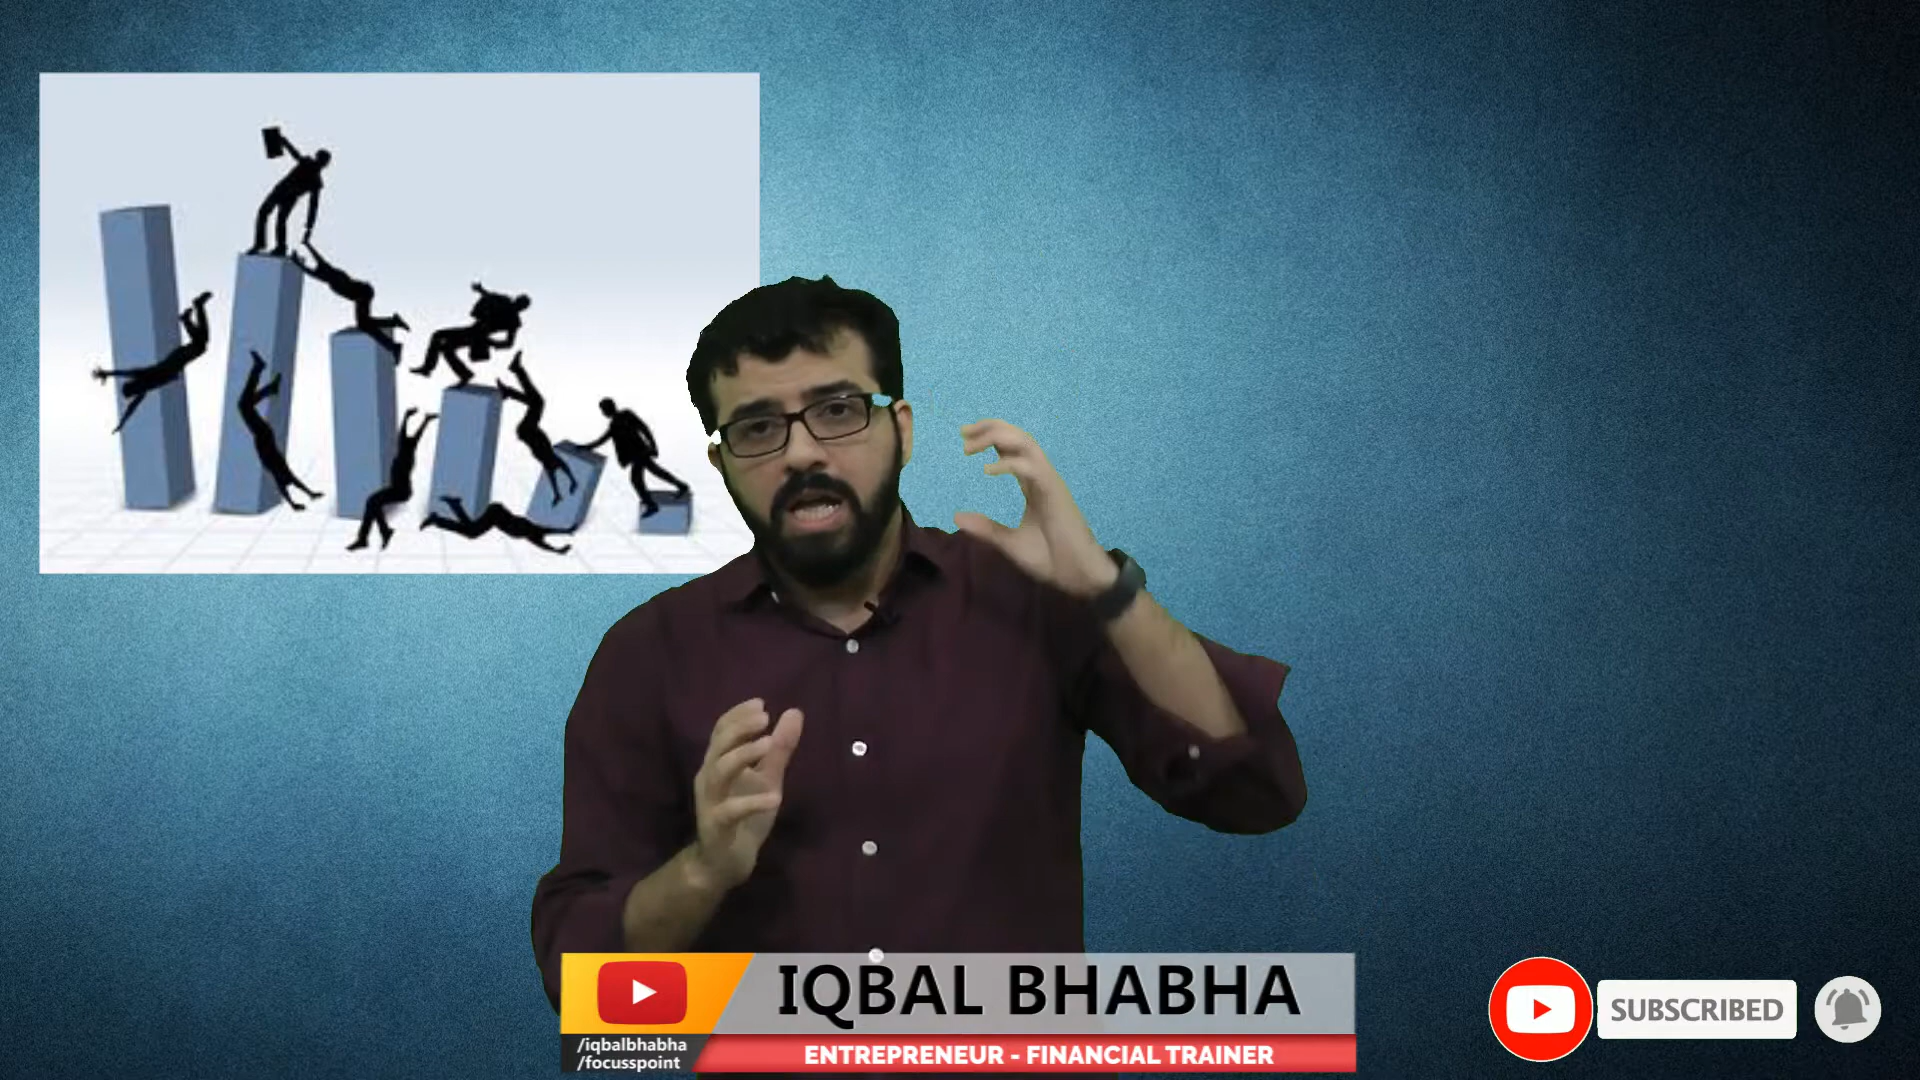 IQBAL BHABHA
/iqbalbhabha
/focusspoint
ENTREPRENEUR - FINANCIAL TRAINER
SUBSCRIBED